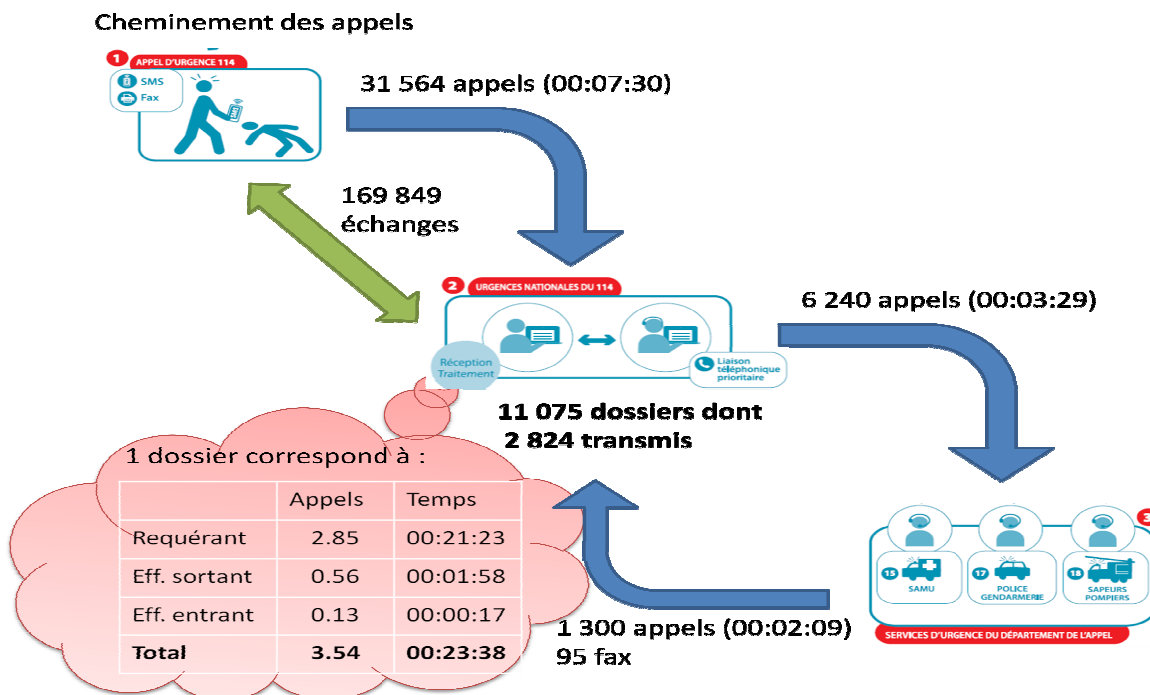 Cheminement des appels
1 APPEL D'URGENCE 114
SMS
Fax
31 564 appels (00:07:30)
169 849
échanges
2 URGENCES NATIONALES DU 114
Réception
Traitement
Liaison
téléphonique
prioritaire
6 240 appels (00:03:29)
11 075 dossiers dont
2 824 transmis
1 dossier correspond à :
Appels Temps
Requérant 2.85 00:21:23
Eff. sortant 0.56 00:01:58
Eff. entrant 0.13 00:00:17
Total 3.54 00:23:38
1 300 appels (00:02:09)
95 fax
3
15 SAMU
17 POLICE
GENDARMERIE
18 SAPEURS
POMPIERS
SERVICES D'URGENCE DU DÉPARTEMENT DE L'APPEL